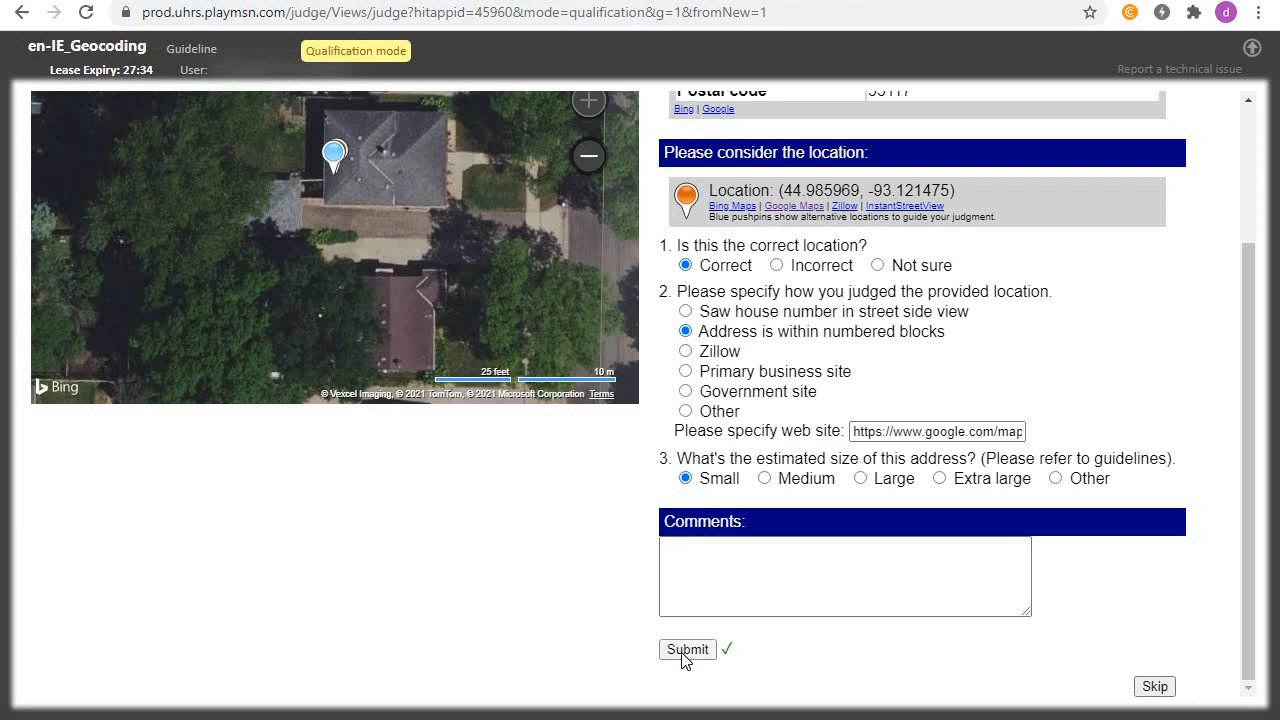 prod.uhrs.playmsn.com/judge/Views/judge?hitappid=45960&mode=qualification&g=1&fromNew=1
d
en-IE_Geocoding
Guideline
Qualification mode
Lease Expiry: 27:34
User:
Report a technical issue
Postal code 55117
Bing | Google
Please consider the location:
Location: (44.985969, -93.121475)
Bing Maps | Google Maps | Zillow | InstantStreetView
Blue pushpins show alternative locations to guide your judgment.
1. Is this the correct location?
Correct Incorrect Not sure
2. Please specify how you judged the provided location.
Saw house number in street side view
Address is within numbered blocks
Zillow
Primary business site
Government site
Other
Please specify web site: https://www.google.com/map
3. What's the estimated size of this address? (Please refer to guidelines).
Small Medium Large Extra large Other
Comments:
Submit ✓
Skip
25 feet 10 m
Bing
© Vexcel Imaging, © 2021 TomTom, © 2021 Microsoft Corporation Terms